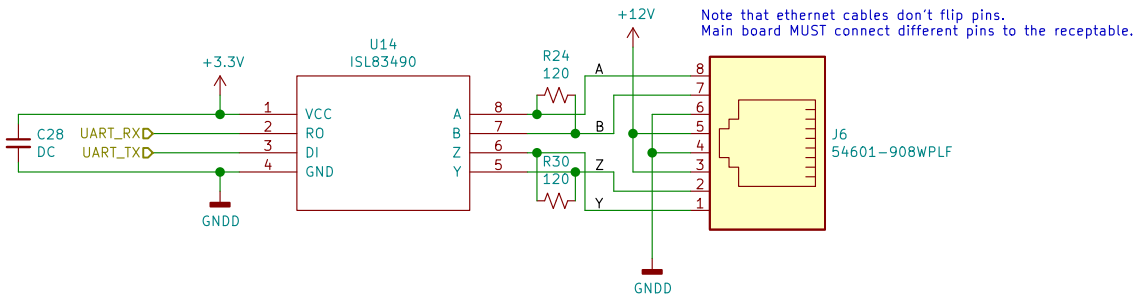 Note that ethernet cables don't flip pins.
Main board MUST connect different pins to the receptable.
+12V
U14
ISL83490
R24
120
+3.3V
A
8
7
1
VCC
A
8
6
C28
DC
UART_RX
2
RO
B
7
B
5
J6
54601-908WPLF
UART_TX
3
DI
Z
6
4
4
GND
Y
5
R30
120
Z
3
2
Y
1
GNDD
GNDD